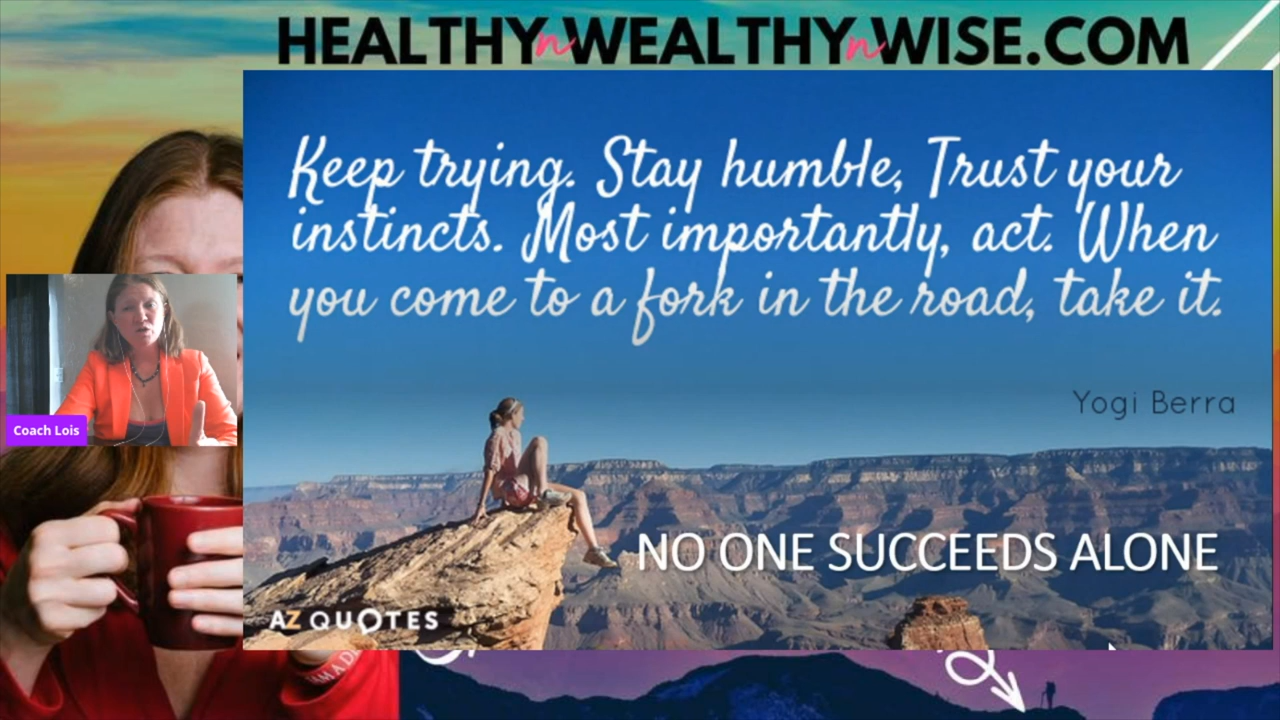 HEALTHYnWEALTHYnWISE.COM
Keep trying. Stay humble, Trust your
instincts. Most importantly, act. When
you come to a fork in the road, take it.
Yogi Berra
Coach Lois
NO ONE SUCCEEDS ALONE
AZ QUOTES